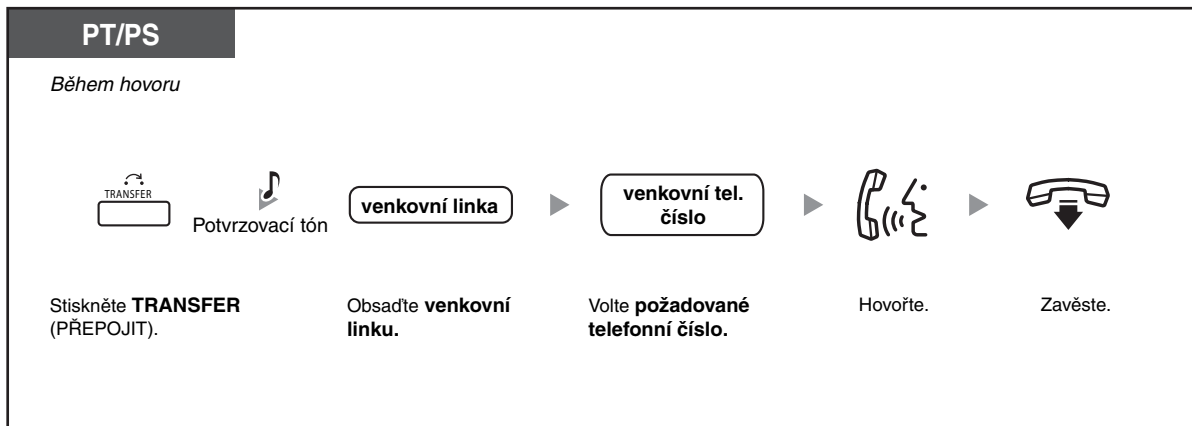 PT/PS
Během hovoru
TRANSFER
Potvrzovací tón
venkovní linka
venkovní tel.
číslo
Stiskněte TRANSFER
(PŘEPOJIT).
Obsaďte venkovní
linku.
Volte požadované
telefonní číslo.
Hovořte.
Zavěste.